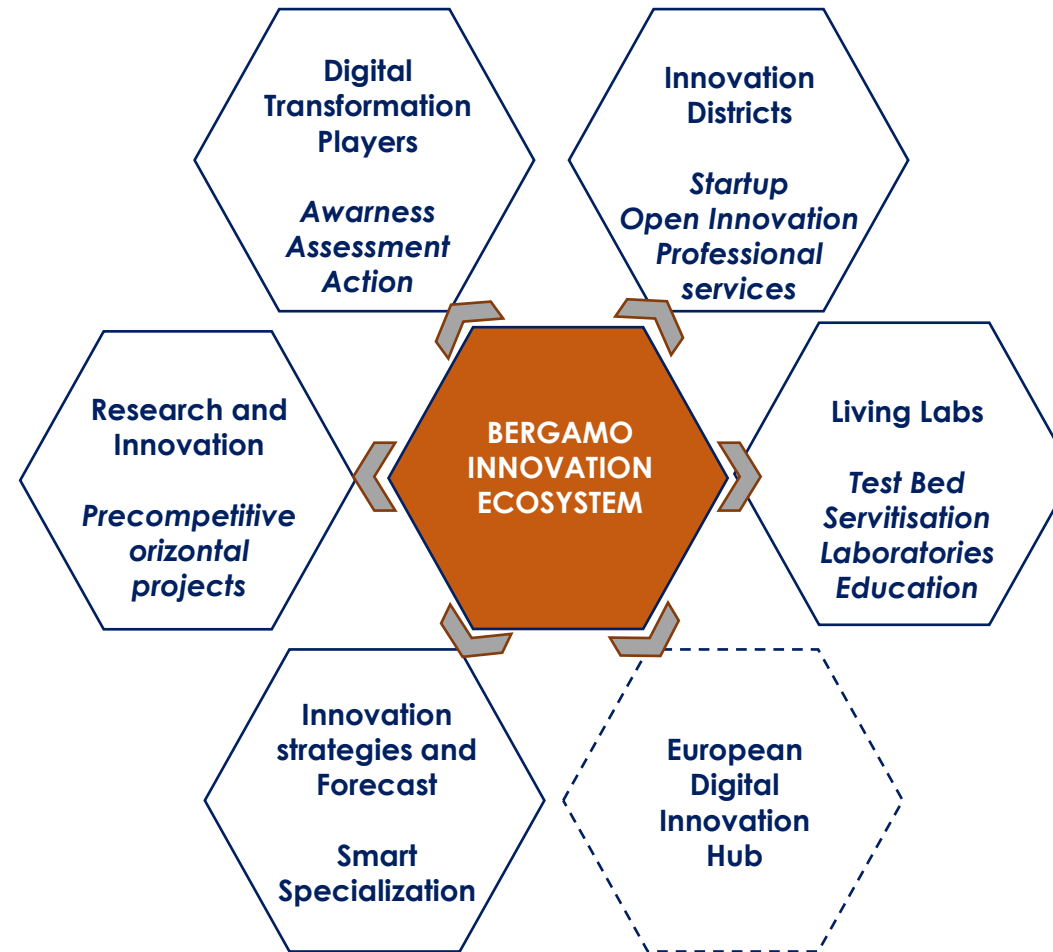 Digital
Transformation
Players
Awarness
Assessment
Action
Innovation
Districts
Startup
Open Innovation
Professional
services
Research and
Innovation
Precompetitive
orizontal
projects
BERGAMO
INNOVATION
ECOSYSTEM
Living Labs
Test Bed
Servitisation
Laboratories
Education
Innovation
strategies and
Forecast
Smart
Specialization
European
Digital
Innovation
Hub